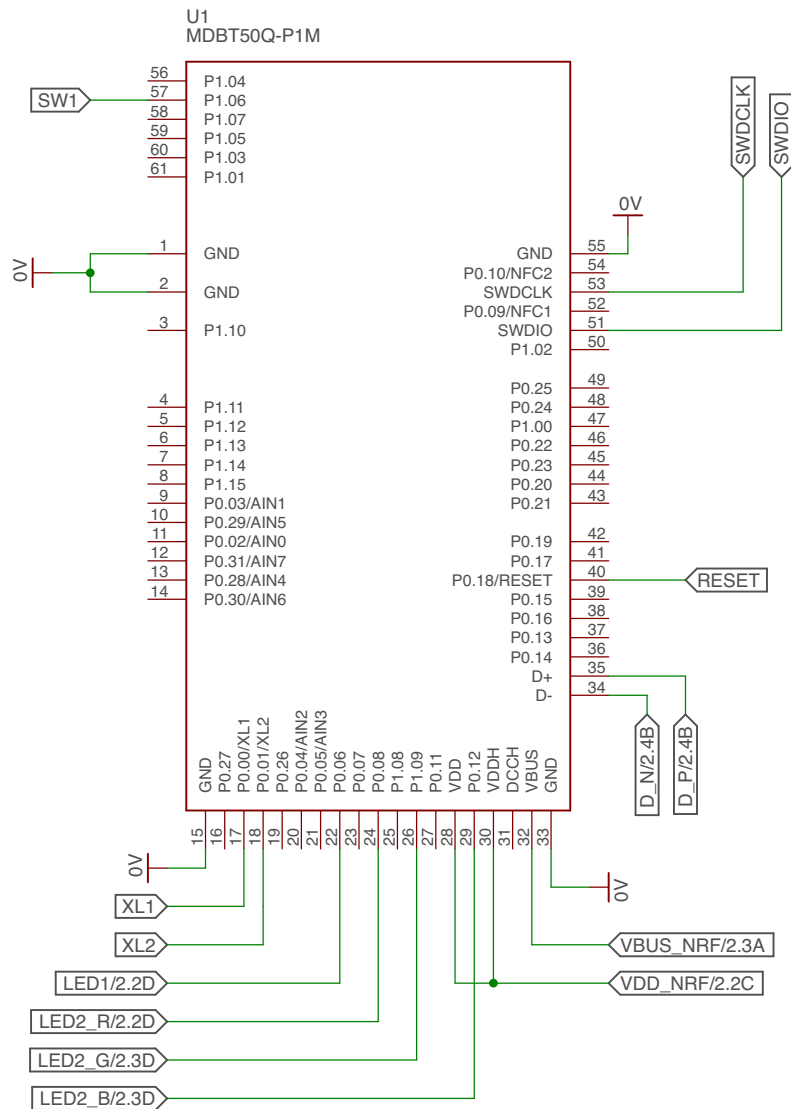 U1
MDBT50Q-P1M
56 P1.04
SW1 57 P1.06
58 P1.07
59 P1.05
60 P1.03
61 P1.01
0V
1 GND
2 GND
3 P1.10
4 P1.11
5 P1.12
6 P1.13
7 P1.14
8 P1.15
9 P0.03/AIN1
10 P0.29/AIN5
11 P0.02/AIN0
12 P0.31/AIN7
13 P0.28/AIN4
14 P0.30/AIN6
SWDCLK
SWDIO
0V
GND 55
P0.10/NFC2 54
SWDCLK 53
P0.09/NFC1 52
SWDIO 51
P1.02 50
P0.25 49
P0.24 48
P1.00 47
P0.22 46
P0.23 45
P0.20 44
P0.21 43
P0.19 42
P0.17 41
P0.18/RESET 40 RESET
P0.15 39
P0.16 38
P0.13 37
P0.14 36
D+ 35
D- 34
D_N/2.4B
D_P/2.4B
GND 15
P0.27 16
P0.00/XL1 17
P0.01/XL2 18
P0.26 19
P0.04/AIN2 20
P0.05/AIN3 21
P0.06 22
P0.07 23
P0.08 24
P1.08 25
P1.09 26
P0.11 27
VDD 28
P0.12 29
VDDH 30
DCCH 31
VBUS 32
GND 33
0V
0V
XL1
XL2
VBUS_NRF/2.3A
LED1/2.2D
VDD_NRF/2.2C
LED2_R/2.2D
LED2_G/2.3D
LED2_B/2.3D